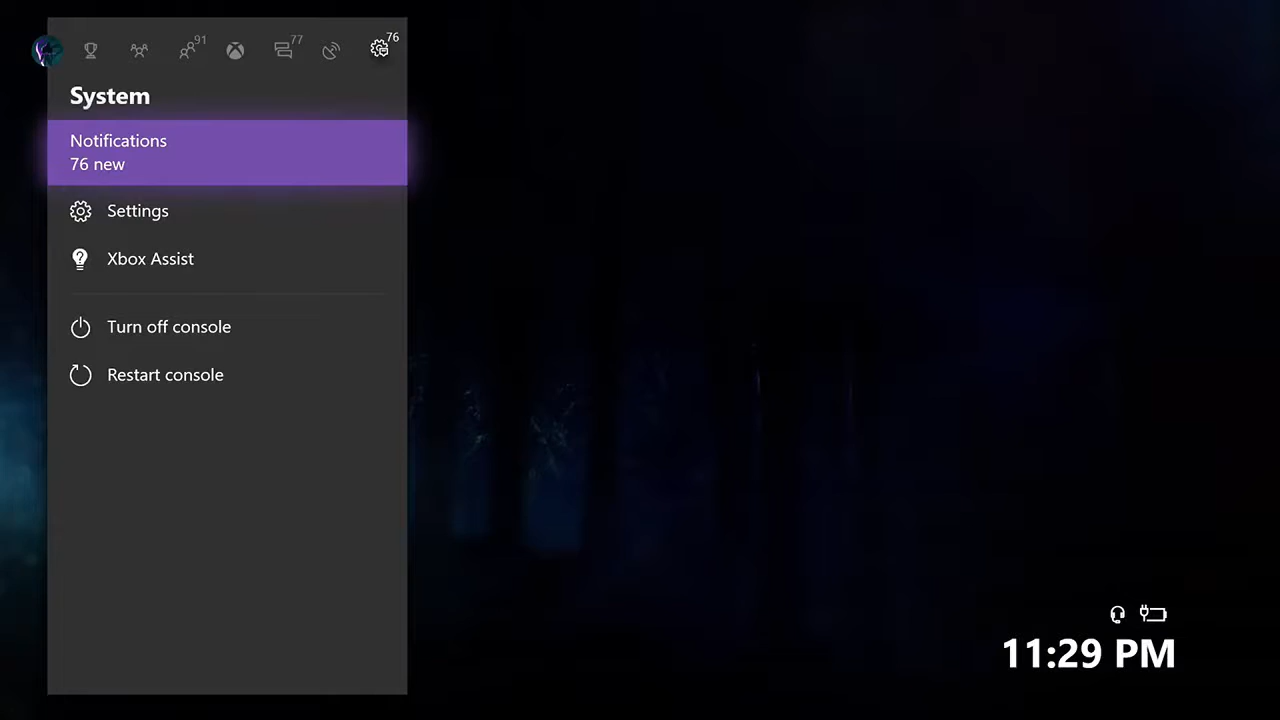 91
77
76
System
Notifications
76 new
Settings
Xbox Assist
Turn off console
Restart console
11:29 PM